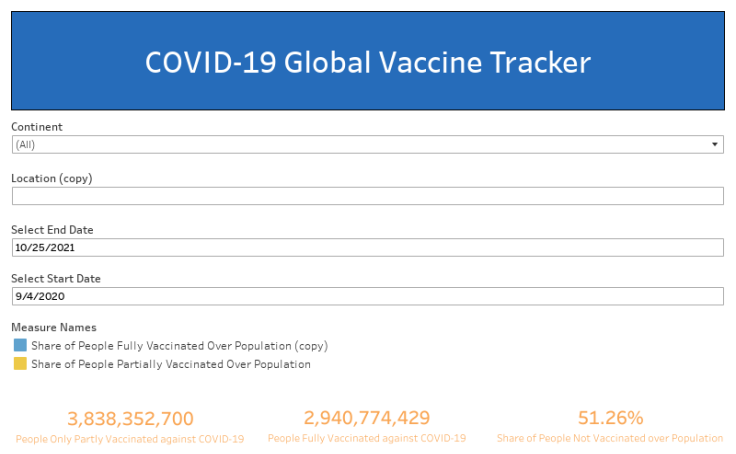 COVID-19 Global Vaccine Tracker
Continent
(All)
Location (copy)
Select End Date
10/25/2021
Select Start Date
9/4/2020
Measure Names
Share of People Fully Vaccinated Over Population (copy)
Share of People Partially Vaccinated Over Population
3,838,352,700 2,940,774,429 51.26%
People Only Partly Vaccinated against COVID-19 People Fully Vaccinated against COVID-19 Share of People Not Vaccinated over Population